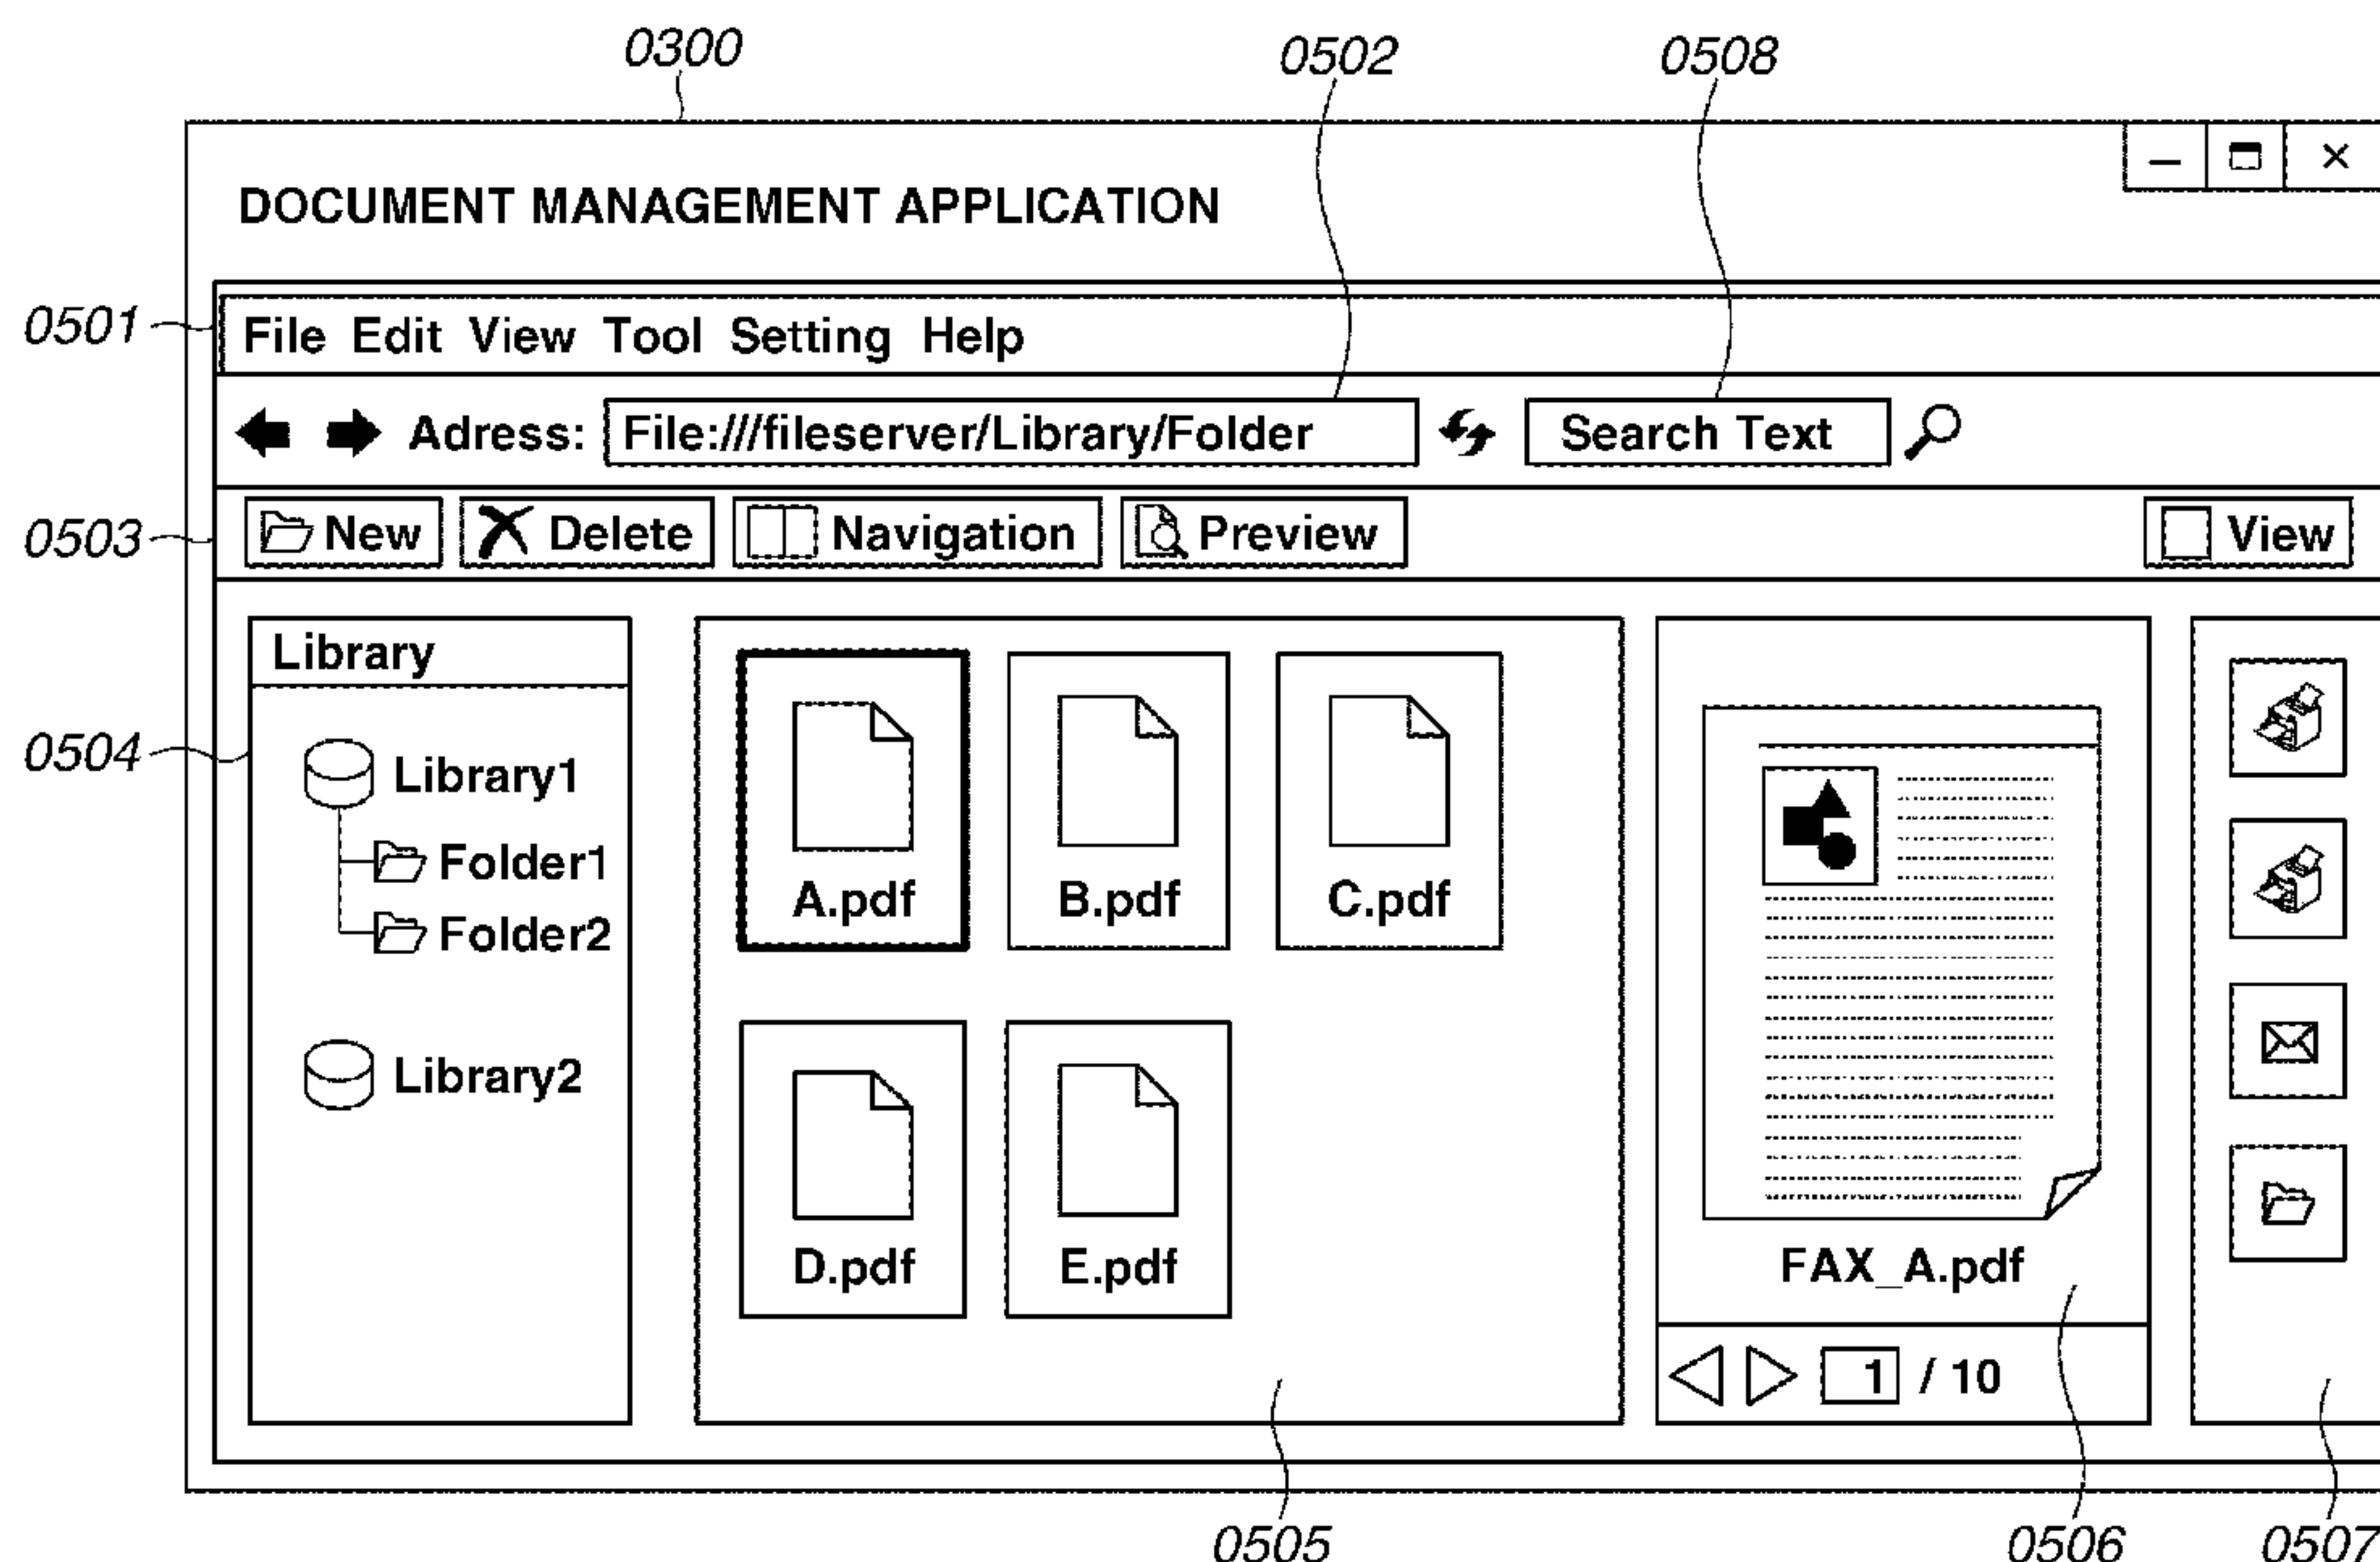 0300
0502
0508
DOCUMENT MANAGEMENT APPLICATION
0501
File Edit View Tool Setting Help
Adress: File:///fileserver/Library/Folder Search Text
0503
New Delete Navigation Preview View
Library
0504
Library1
Folder1
Folder2
Library2
A.pdf B.pdf C.pdf
D.pdf E.pdf
FAX_A.pdf
1 / 10
0505
0506
0507